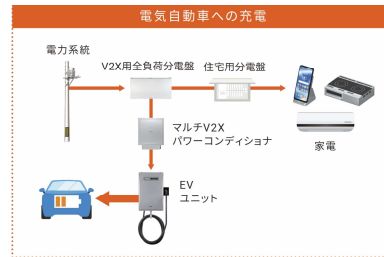 電気自動車への充電
電力系統
V2X用全負荷分電盤
住宅用分電盤
マルチV2X
パワーコンディショナ
家電
EV
ユニット